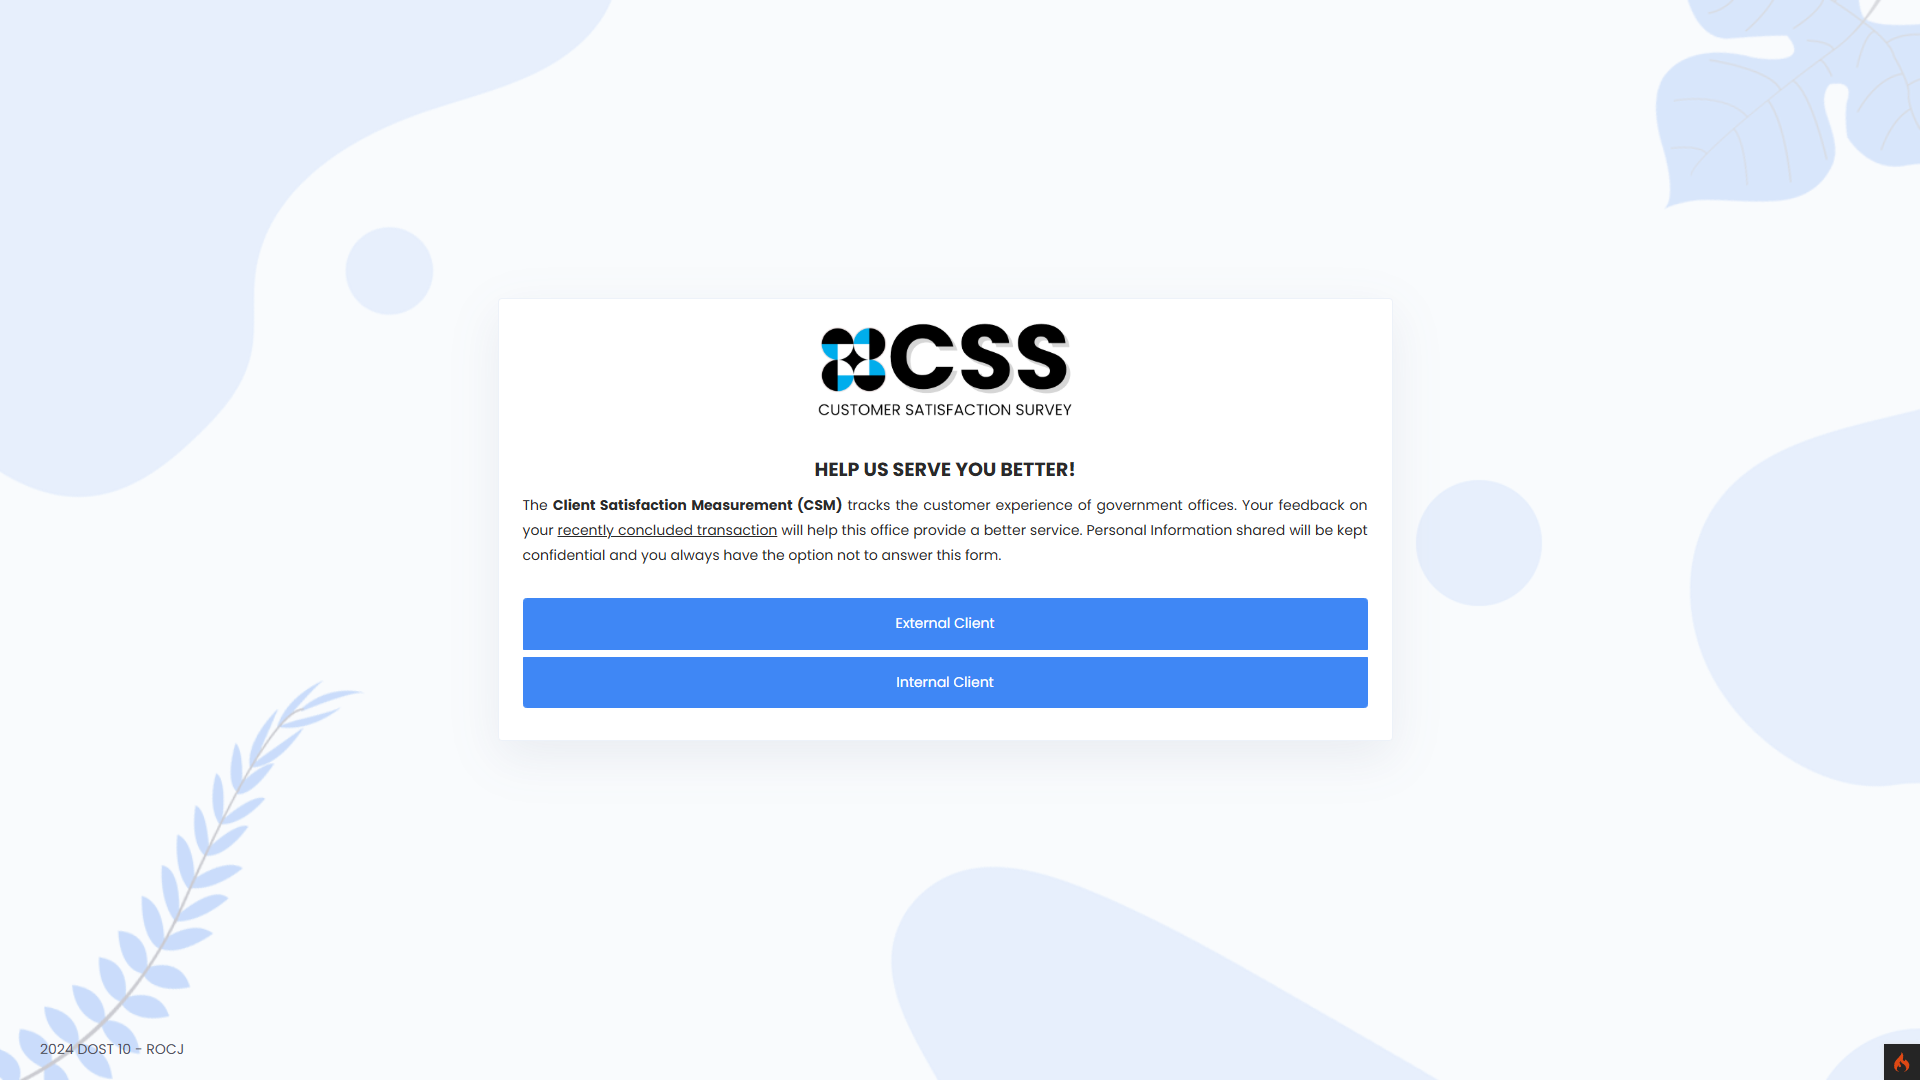 CSS
CUSTOMER SATISFACTION SURVEY
HELP US SERVE YOU BETTER!
The Client Satisfaction Measurement (CSM) tracks the customer experience of government offices. Your feedback on
your recently concluded transaction will help this office provide a better service. Personal Information shared will be kept
confidential and you always have the option not to answer this form.
External Client
Internal Client
2024 DOST 10 - ROCJ